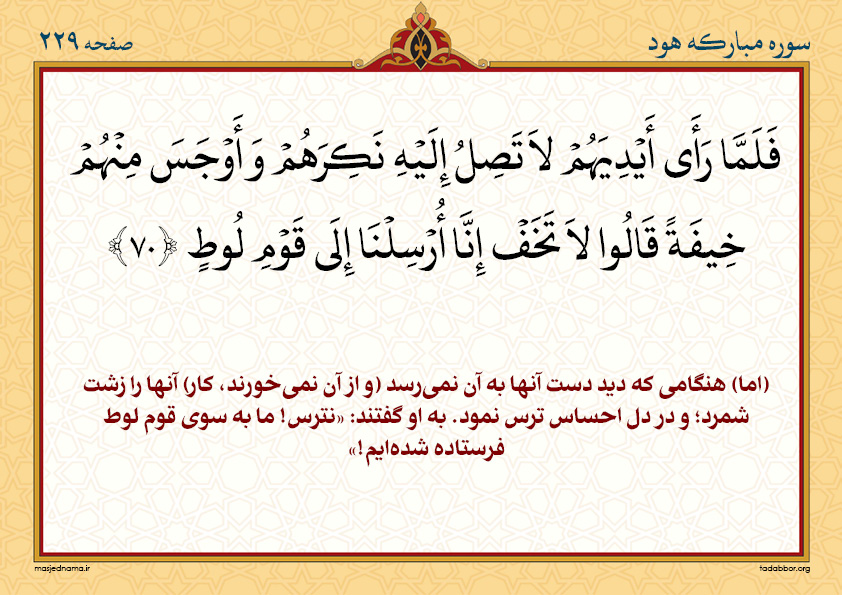 سوره مبارکه هود
صفحه ۲۲۹
فَلَمَّا رَأَى أَيْدِيَهُمْ لاَ تَصِلُ إِلَيْهِ نَكِرَهُمْ وَأَوْجَسَ مِنْهُمْ
خِيفَةً قَالُوا لاَ تَخَفْ إِنَّا أُرْسِلْنَا إِلَى قَوْمِ لُوطٍ ﴿۷۰﴾
(اما) هنگامی که دید دست آنها به آن نمی‌رسد (و از آن نمی‌خورند، کار) آنها را زشت
شمرد؛ و در دل احساس ترس نمود. به او گفتند: «نترس! ما به سوی قوم لوط
فرستاده شده‌ایم!»
masjednama.ir
tadabbor.org